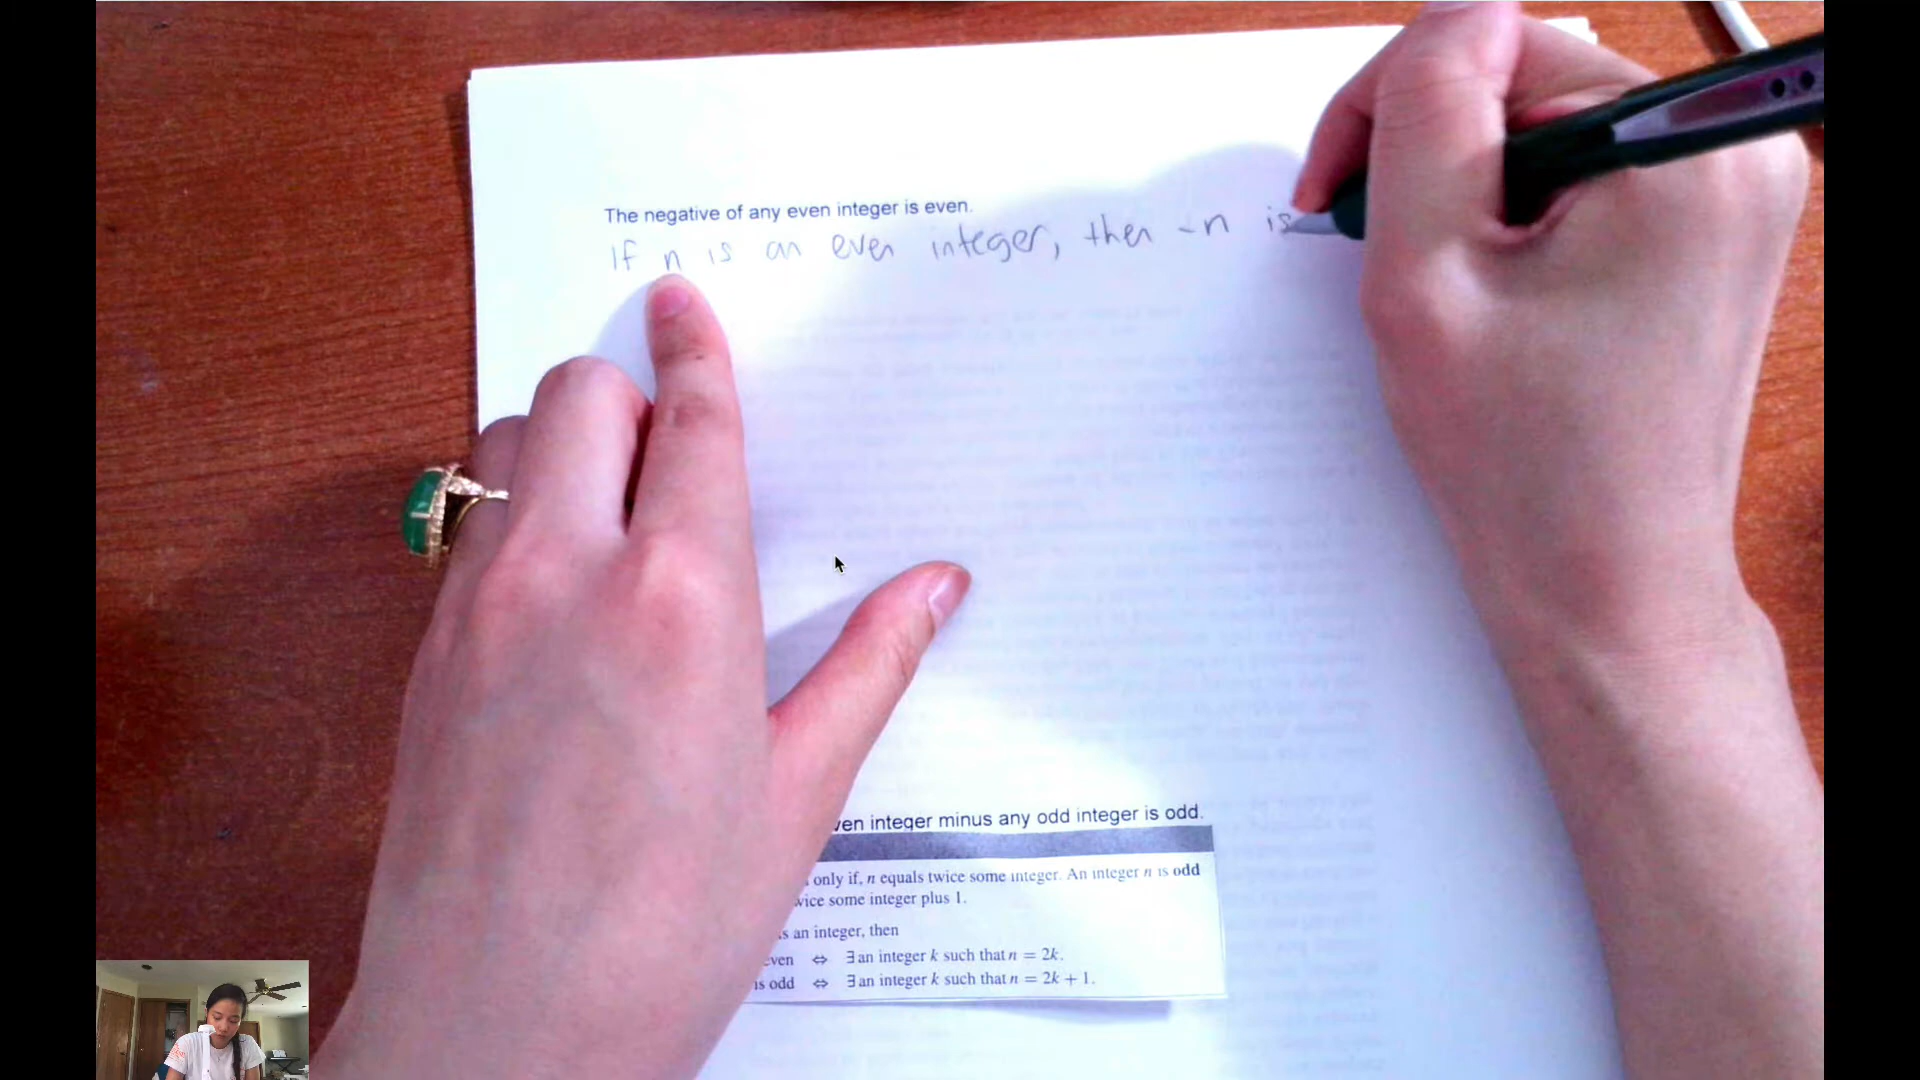 The negative of any even integer is even.
If n is an even integer, then -n is
ven integer minus any odd integer is odd.
only if, n equals twice some integer. An integer n is odd
wice some integer plus 1.
s an integer, then
even ⇔ ∃ an integer k such that n = 2k.
is odd ⇔ ∃ an integer k such that n = 2k + 1.